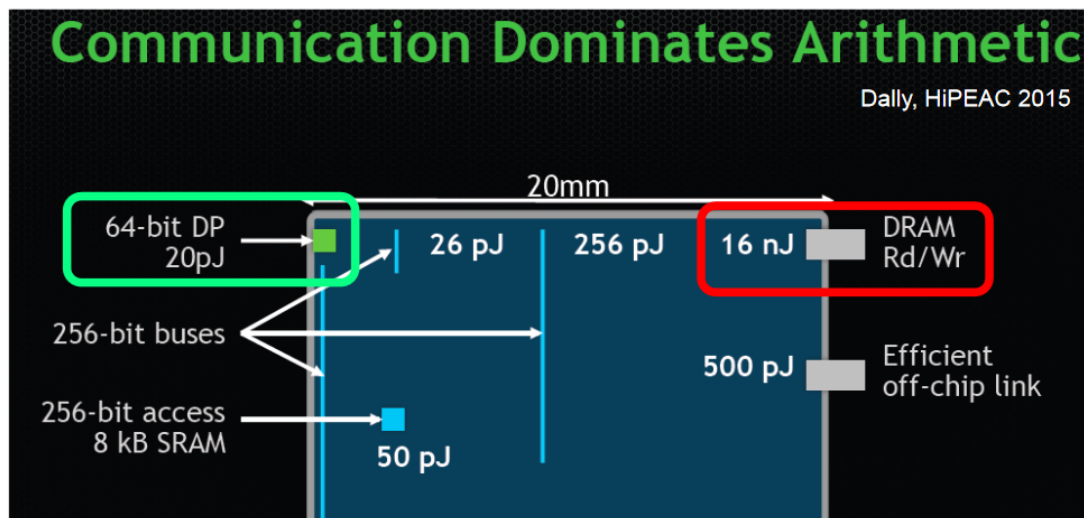 Communication Dominates Arithmetic
Dally, HiPEAC 2015
20mm
64-bit DP
20pJ
26 pJ
256 pJ
16 nJ
DRAM
Rd/Wr
256-bit buses
500 pJ
Efficient
off-chip link
256-bit access
8 kB SRAM
50 pJ